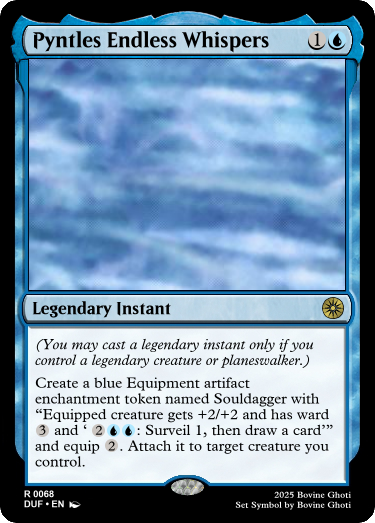 Pyntles Endless Whispers 1
Legendary Instant
(You may cast a legendary instant only if you
control a legendary creature or planeswalker.)
Create a blue Equipment artifact
enchantment token named Souldagger with
“Equipped creature gets +2/+2 and has ward
3 and ‘ 2 : Surveil 1, then draw a card’”
and equip 2. Attach it to target creature you
control.
R 0068
DUF • EN
2025 Bovine Ghoti
Set Symbol by Bovine Ghoti